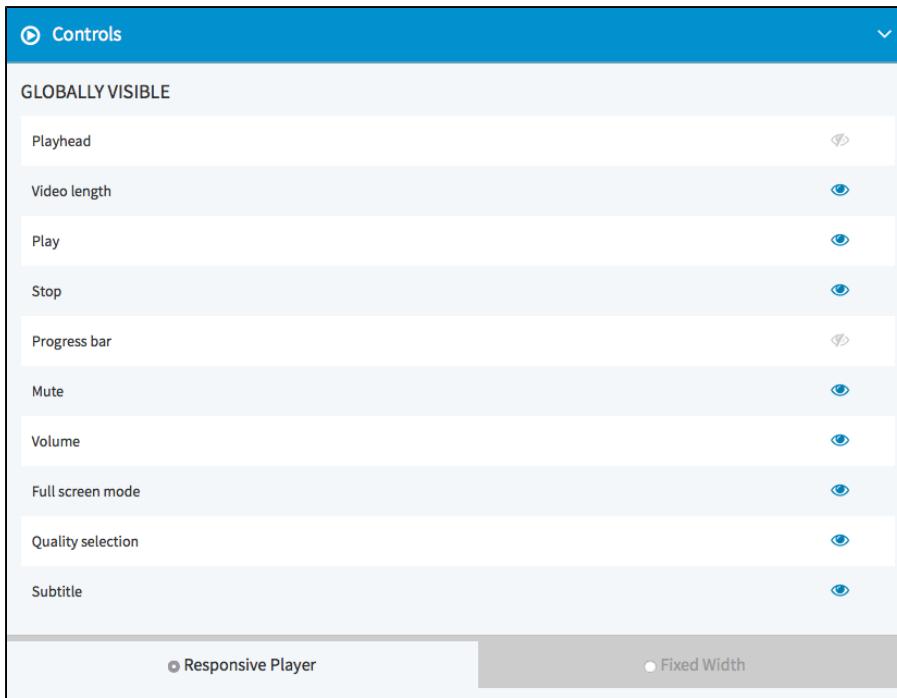 Controls
GLOBALLY VISIBLE
Playhead
Video length
Play
Stop
Progress bar
Mute
Volume
Full screen mode
Quality selection
Subtitle
Responsive Player
Fixed Width